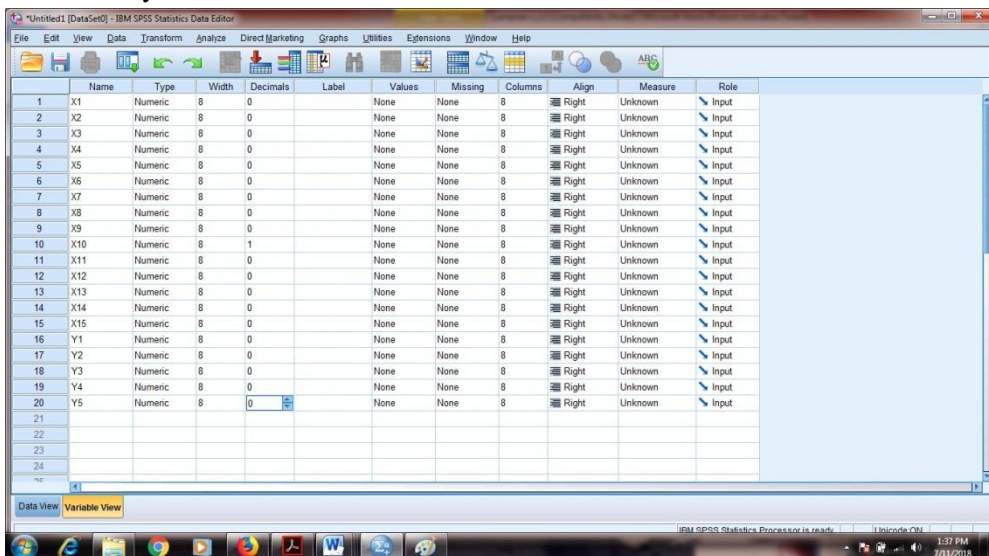 *Untitled1 [DataSet0] - IBM SPSS Statistics Data Editor
File Edit View Data Transform Analyze Direct Marketing Graphs Utilities Extensions Window Help
Name Type Width Decimals Label Values Missing Columns Align Measure Role
1 X1 Numeric 8 0 None None 8 Right Unknown Input
2 X2 Numeric 8 0 None None 8 Right Unknown Input
3 X3 Numeric 8 0 None None 8 Right Unknown Input
4 X4 Numeric 8 0 None None 8 Right Unknown Input
5 X5 Numeric 8 0 None None 8 Right Unknown Input
6 X6 Numeric 8 0 None None 8 Right Unknown Input
7 X7 Numeric 8 0 None None 8 Right Unknown Input
8 X8 Numeric 8 0 None None 8 Right Unknown Input
9 X9 Numeric 8 0 None None 8 Right Unknown Input
10 X10 Numeric 8 1 None None 8 Right Unknown Input
11 X11 Numeric 8 0 None None 8 Right Unknown Input
12 X12 Numeric 8 0 None None 8 Right Unknown Input
13 X13 Numeric 8 0 None None 8 Right Unknown Input
14 X14 Numeric 8 0 None None 8 Right Unknown Input
15 X15 Numeric 8 0 None None 8 Right Unknown Input
16 Y1 Numeric 8 0 None None 8 Right Unknown Input
17 Y2 Numeric 8 0 None None 8 Right Unknown Input
18 Y3 Numeric 8 0 None None 8 Right Unknown Input
19 Y4 Numeric 8 0 None None 8 Right Unknown Input
20 Y5 Numeric 8 0 None None 8 Right Unknown Input
21
22
23
24
Data View Variable View
IBM SPSS Statistics Processor is ready Unicode:ON
1:37 PM
7/11/2018